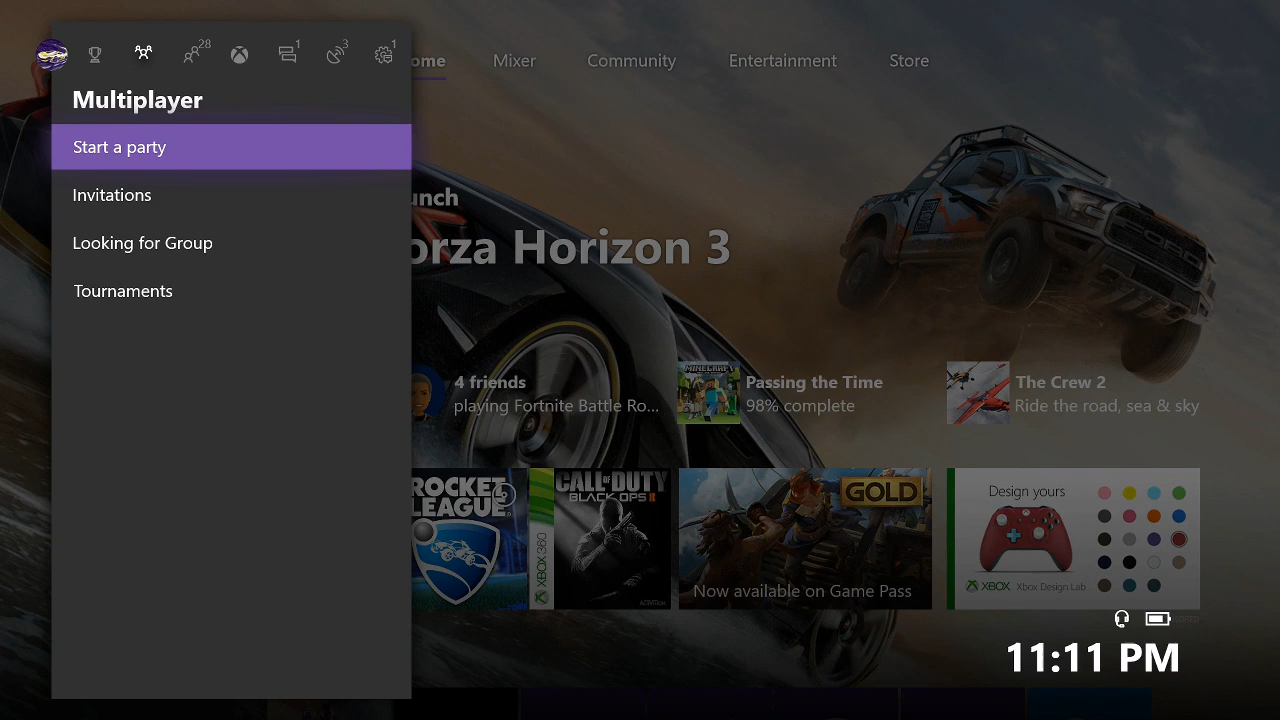 28
1
3
1
ome
Mixer
Community
Entertainment
Store
Multiplayer
Start a party
Invitations
Looking for Group
Tournaments
unch
orza Horizon 3
4 friends
playing Fortnite Battle Ro...
MINECRAFT
Passing the Time
98% complete
The Crew 2
Ride the road, sea & sky
ROCKET
LEAGUE
XBOX 360
CALL OF DUTY
BLACK OPS II
ACTIVISION
GOLD
Now available on Game Pass
Design yours
XBOX Xbox Design Lab
11:11 PM